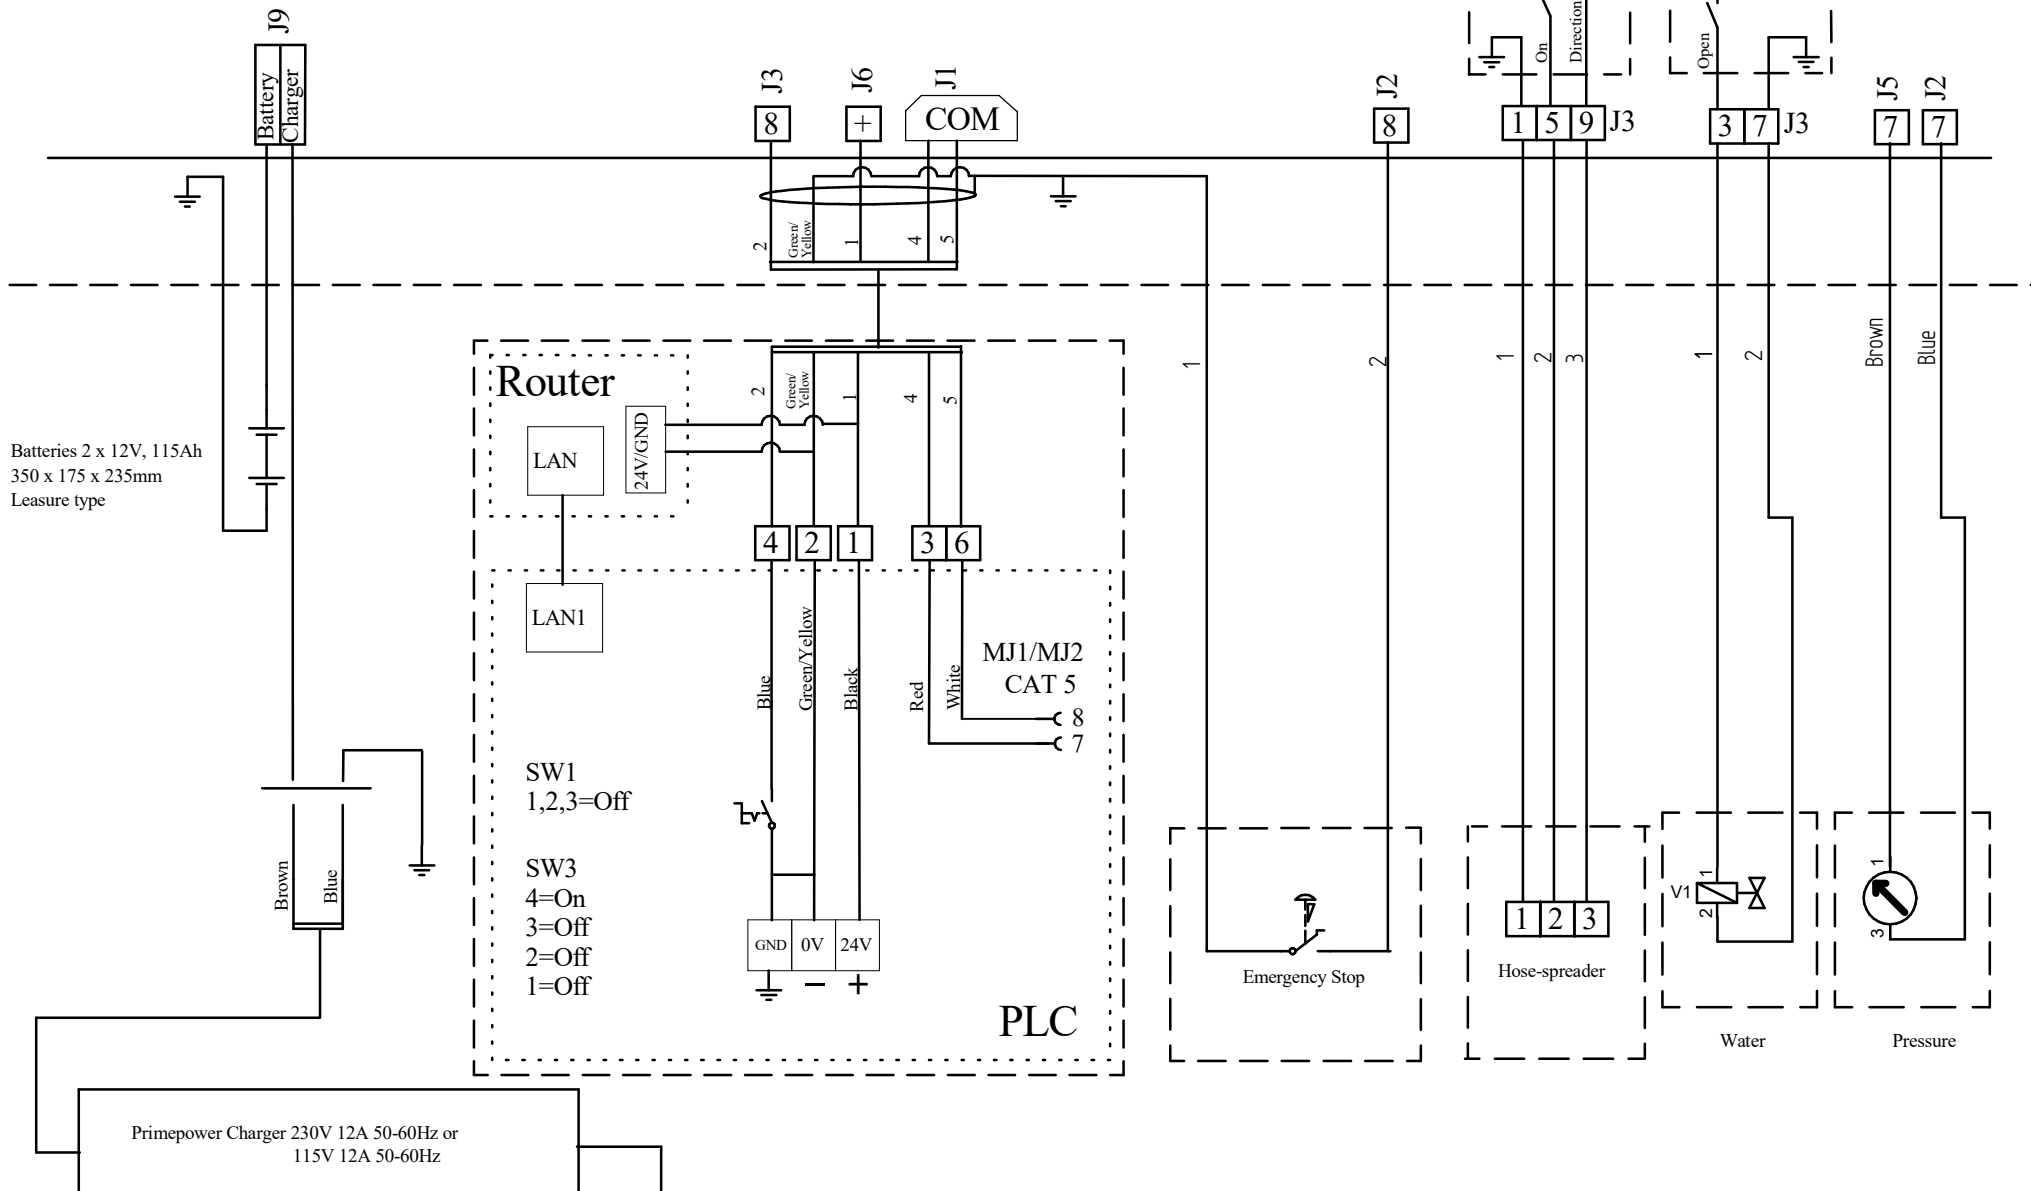 J9
Battery
Charger
J3
8
J6
+
J1
COM
J2
8
On
Direction
1 5 9 J3
Open
3 7 J3
J5
7
J2
7
2
Green/
Yellow
1
4
5
Router
24V/GND
LAN
2
Green/
Yellow
1
4
5
1
2
1
2
3
1
2
Brown
Blue
Batteries 2 x 12V, 115Ah
350 x 175 x 235mm
Leasure type
4 2 1 3 6
LAN1
Blue
Green/Yellow
Black
Red
White
MJ1/MJ2
CAT 5
8
7
SW1
1,2,3=Off
SW3
4=On
3=Off
2=Off
1=Off
GND 0V 24V
− +
PLC
Brown
Blue
Emergency Stop
1 2 3
Hose-spreader
V1
1
2
Water
1
3
Pressure
Primepower Charger 230V 12A 50-60Hz or
115V 12A 50-60Hz